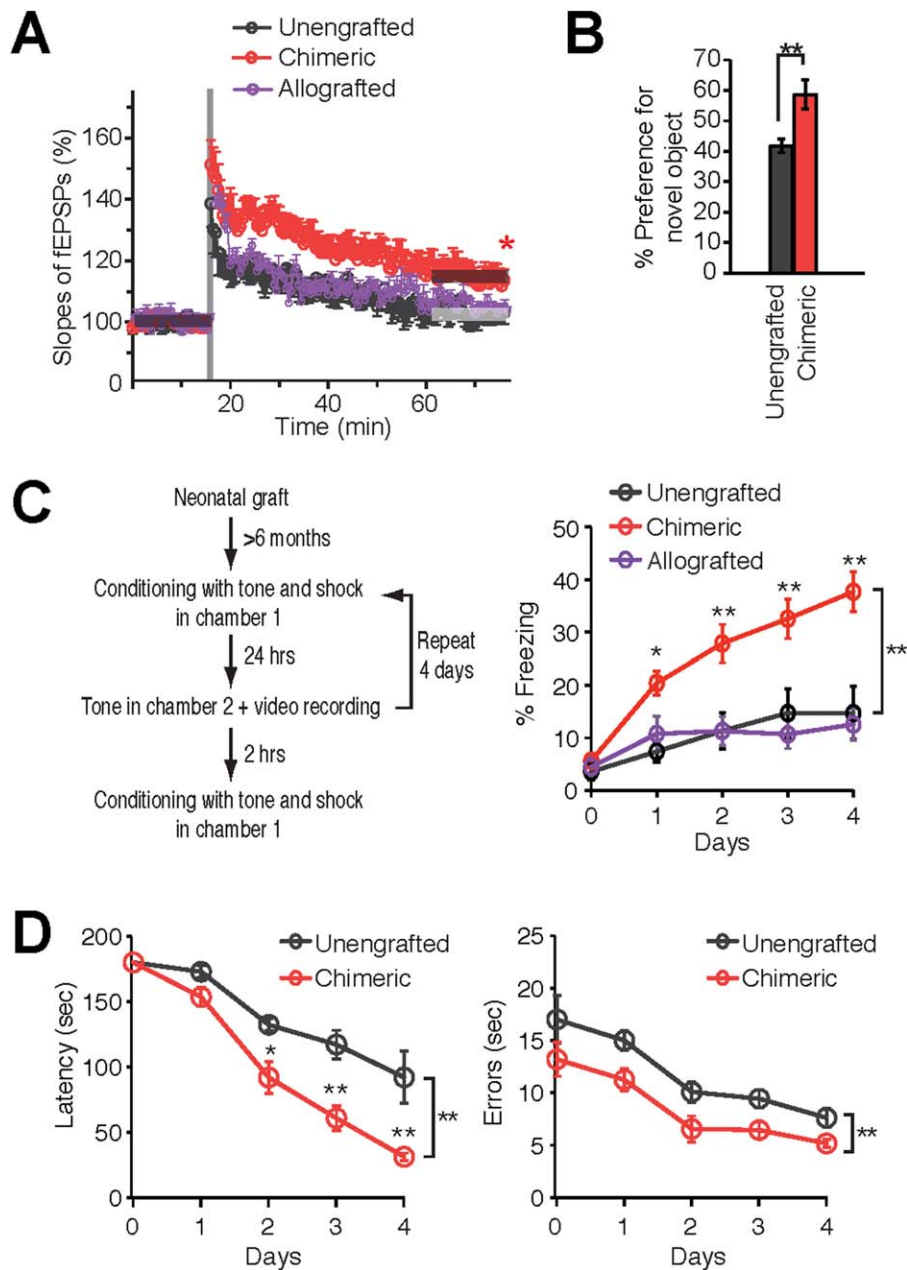 A
Unengrafted
Chimeric
Allografted
Slopes of fEPSPs (%)
160
140
120
100
0
20
40
60
*
Time (min)
B
**
% Preference for
novel object
70
60
50
40
30
20
10
0
Unengrafted
Chimeric
C
Neonatal graft
>6 months
Conditioning with tone and shock
in chamber 1
24 hrs
Repeat
4 days
Tone in chamber 2 + video recording
2 hrs
Conditioning with tone and shock
in chamber 1
Unengrafted
Chimeric
Allografted
% Freezing
50
40
30
20
10
0
*
**
**
**
**
0 1 2 3 4
Days
D
Unengrafted
Chimeric
Latency (sec)
200
150
100
50
0
*
**
**
**
0 1 2 3 4
Days
Unengrafted
Chimeric
Errors (sec)
25
20
15
10
5
0
**
0 1 2 3 4
Days